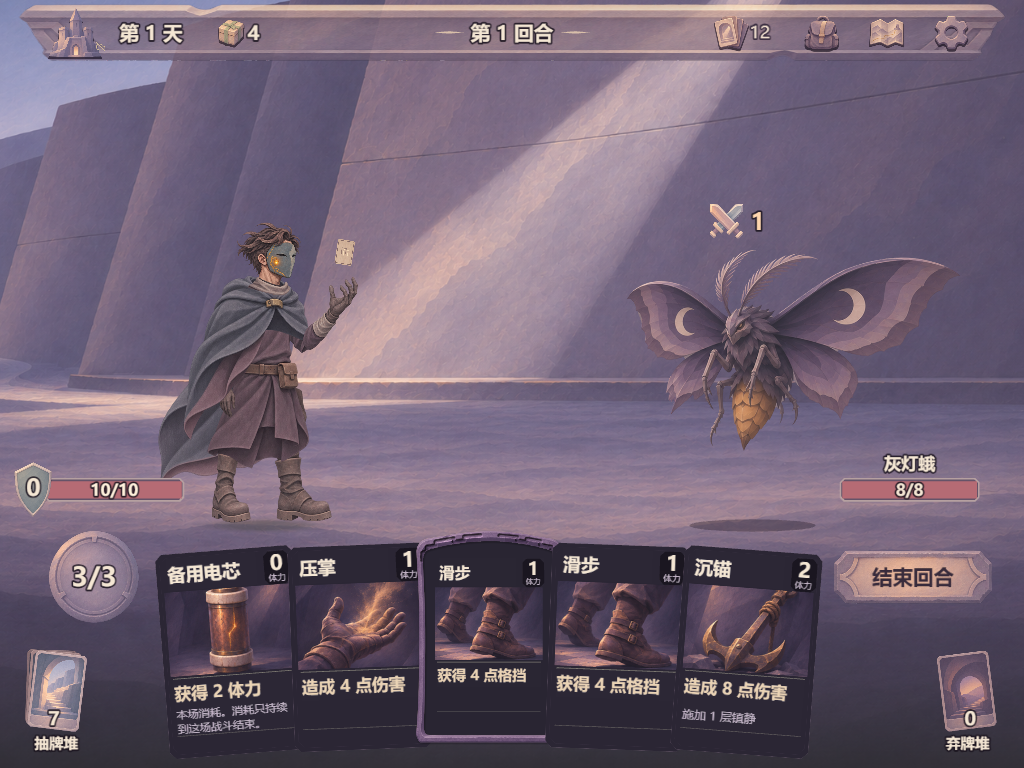 第 1 天
4
第 1 回合
/12
1
灰灯蛾
0
10/10
8/8
3/3
备用电芯
0
体力
获得 2 体力
本场消耗。消耗只持续
到这场战斗结束。
压掌
1
体力
造成 4 点伤害
滑步
1
体力
获得 4 点格挡
滑步
1
体力
获得 4 点格挡
沉锚
2
体力
造成 8 点伤害
施加 1 层镇静
结束回合
7
抽牌堆
0
弃牌堆